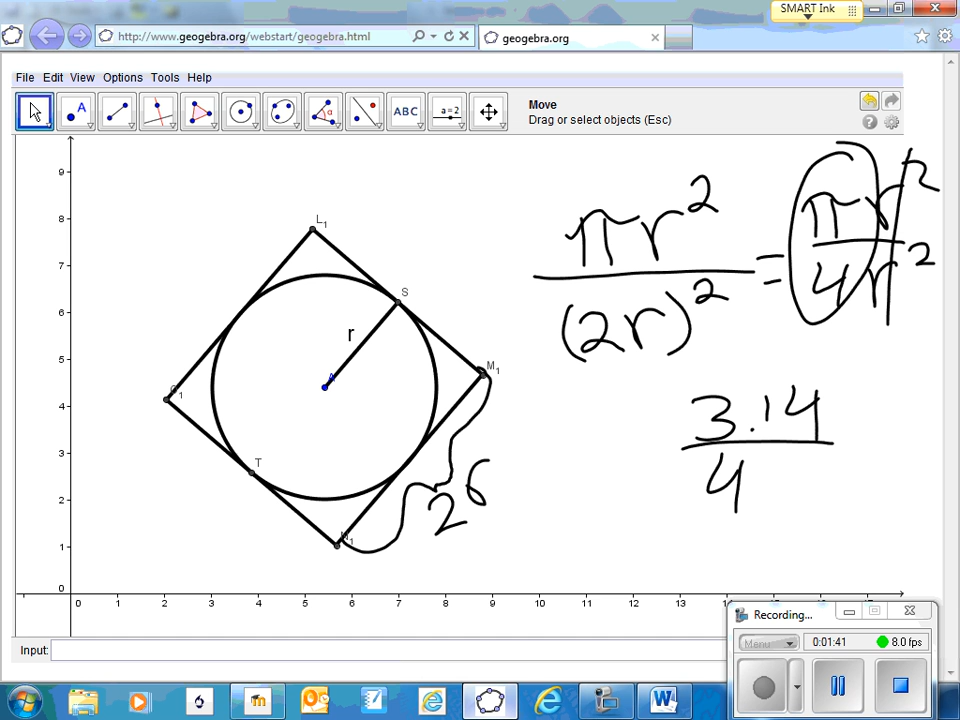 SMART Ink
http://www.geogebra.org/webstart/geogebra.html
geogebra.org
File Edit View Options Tools Help
A
ABC
a=2
Move
Drag or select objects (Esc)
9
8
7
6
5
4
3
2
1
0
L₁
S
r
M₁
A
T
πr²
(2r)²
=
πr²
4r²
3.14
4
0 1 2 3 4 5 6 7 8 9 10 11 12 13 14
Input:
Recording...
Menu
0:01:41
8.0 fps